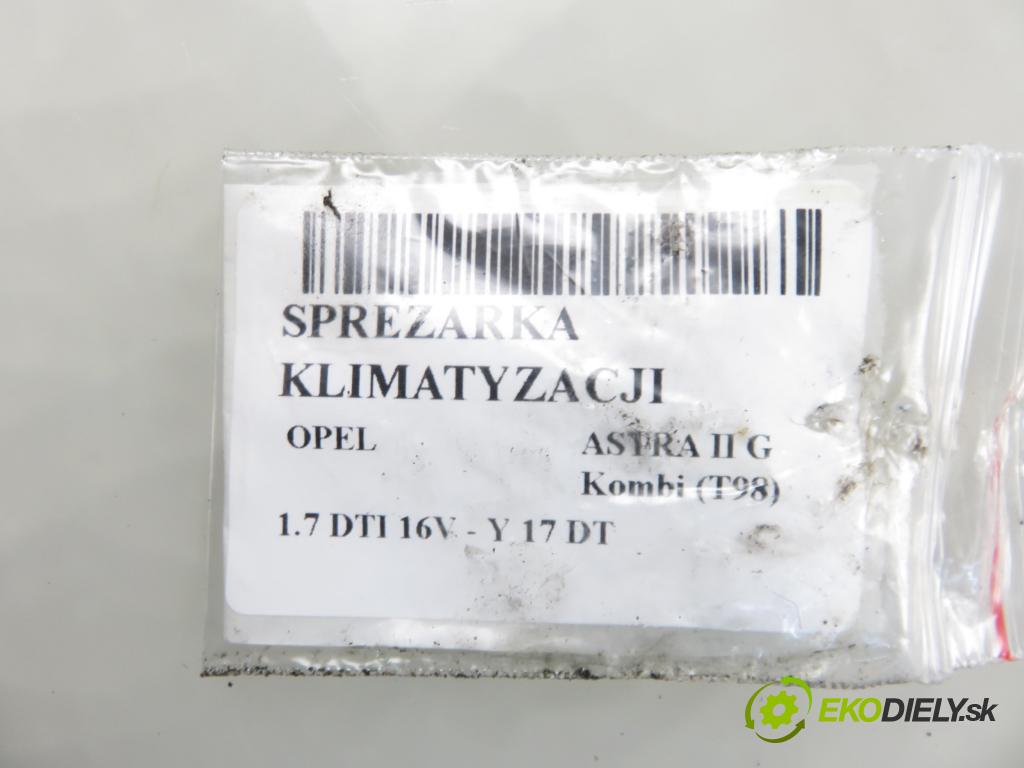 SPREZARKA
KLIMATYZACJI
OPEL ASTRA II G
Kombi (T98)
1.7 DTI 16V - Y 17 DT
EKODIELY.sk